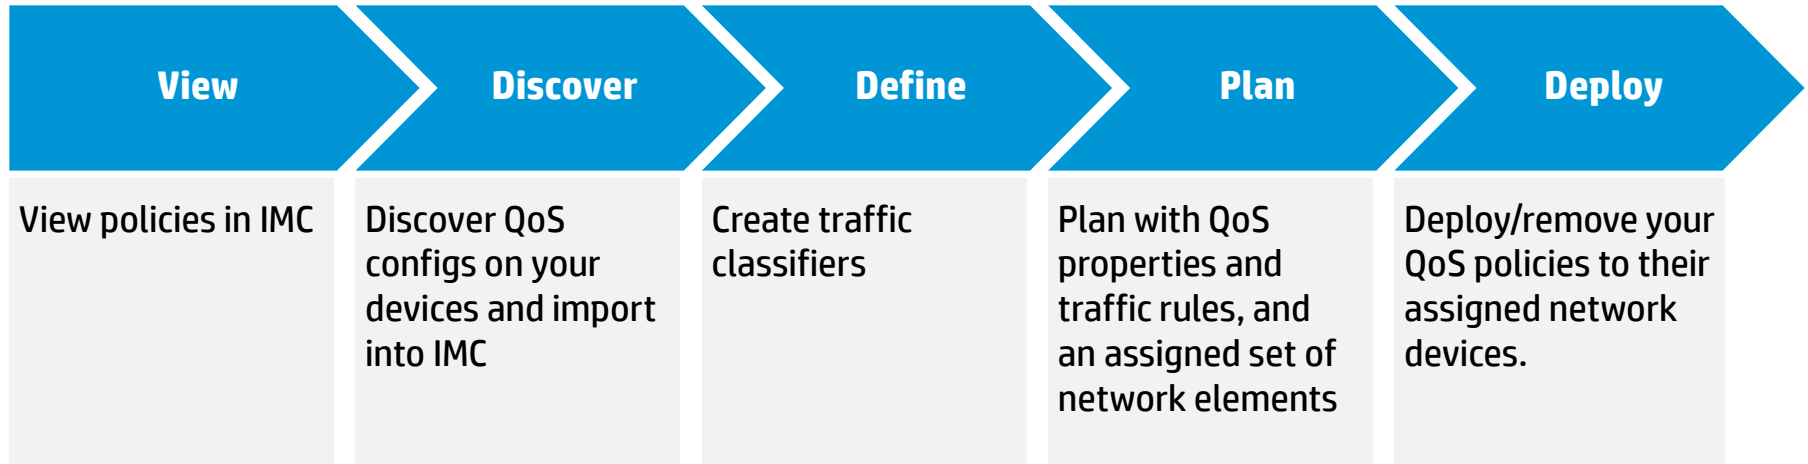 View
Discover
Define
Plan
Deploy
View policies in IMC
Discover QoS
configs on your
devices and import
into IMC
Create traffic
classifiers
Plan with QoS
properties and
traffic rules, and
an assigned set of
network elements
Deploy/remove your
QoS policies to their
assigned network
devices.